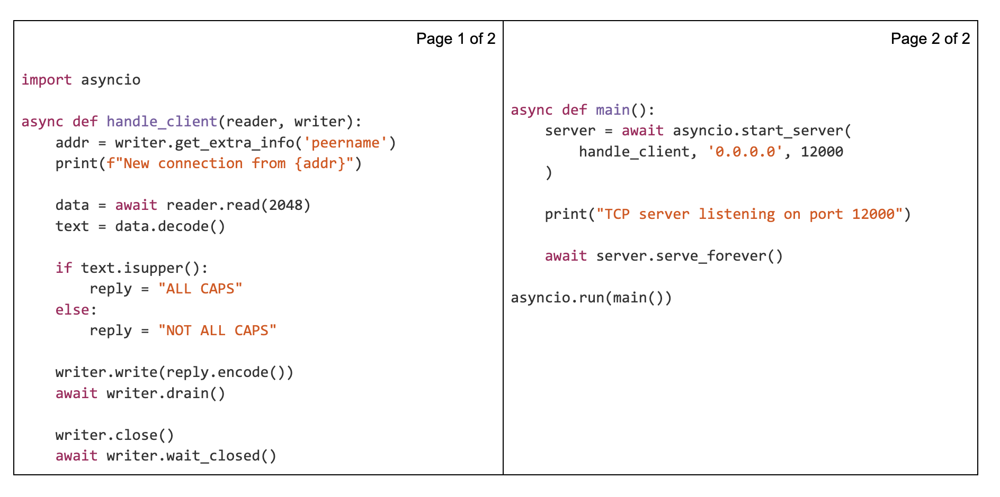 Page 1 of 2
import asyncio
async def handle_client(reader, writer):
    addr = writer.get_extra_info('peername')
    print(f"New connection from {addr}")
    data = await reader.read(2048)
    text = data.decode()
    if text.isupper():
        reply = "ALL CAPS"
    else:
        reply = "NOT ALL CAPS"
    writer.write(reply.encode())
    await writer.drain()
    writer.close()
    await writer.wait_closed()
Page 2 of 2
async def main():
    server = await asyncio.start_server(
        handle_client, '0.0.0.0', 12000
    )
    print("TCP server listening on port 12000")
    await server.serve_forever()
asyncio.run(main())